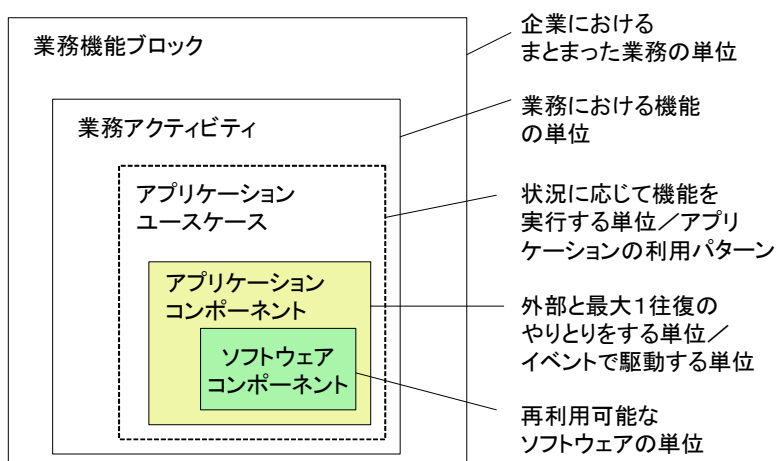 業務機能ブロック
業務アクティビティ
アプリケーション
ユースケース
アプリケーション
コンポーネント
ソフトウェア
コンポーネント
企業における
まとまった業務の単位
業務における機能
の単位
状況に応じて機能を
実行する単位／アプリ
ケーションの利用パターン
外部と最大1往復の
やりとりをする単位／
イベントで駆動する単位
再利用可能な
ソフトウェアの単位